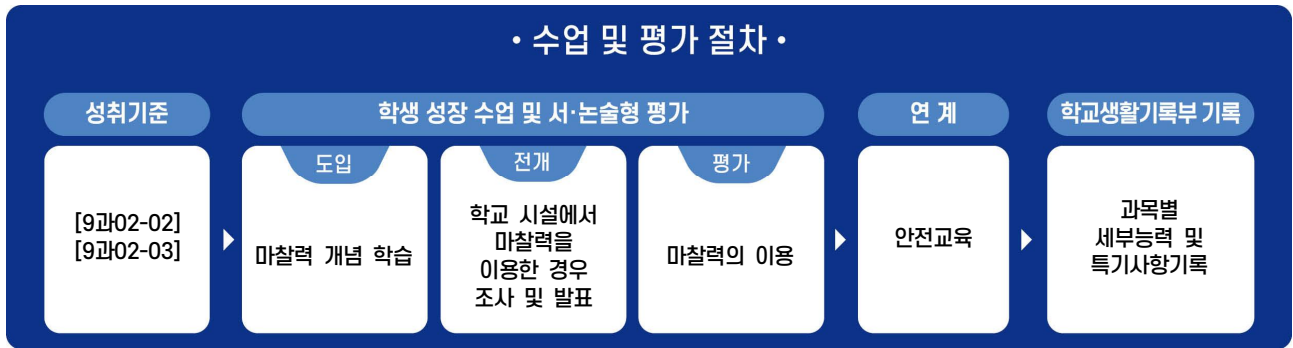 • 수업 및 평가 절차 •
성취기준
학생 성장 수업 및 서·논술형 평가
연 계
학교생활기록부 기록
[9과02-02]
[9과02-03]
도입
마찰력 개념 학습
전개
학교 시설에서
마찰력을
이용한 경우
조사 및 발표
평가
마찰력의 이용
안전교육
과목별
세부능력 및
특기사항기록